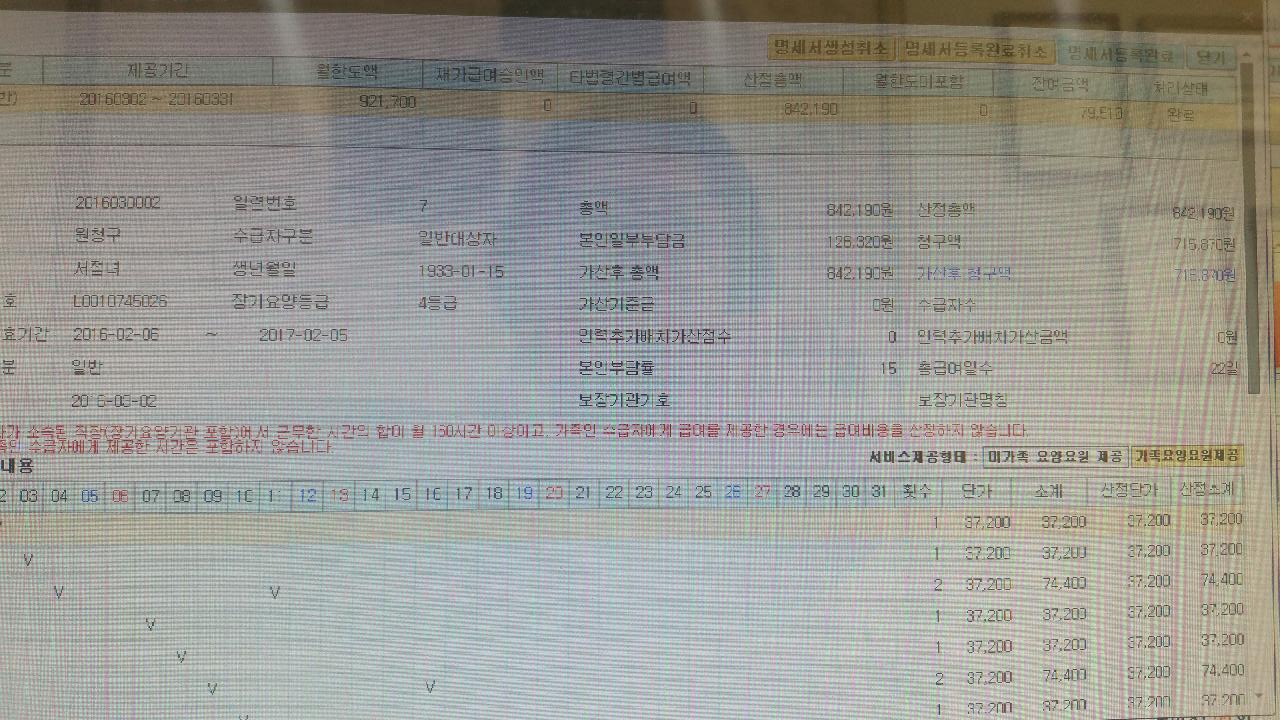 명세서생성취소 명세서등록완료취소 명세서등록완료 닫기
분 제공기간 월한도액 재가급여승인액 타법령간병급여액 산정총액 월한도미포함 잔여금액 처리상태
간) 20160302 ~ 20160331 921,700 0 0 842,190 0 79,510 완료
2016030002 일련번호 7 총액 842,190원 산정총액 842,190원
원청구 수급자구분 일반대상자 본인일부부담금 126,320원 청구액 715,870원
생년월일 1933-01-15 가산후 총액 842,190원 가산후 청구액 715,870원
호 L0010745026 장기요양등급 4등급 가산기준금 0원 수급자수
효기간 2016-02-06 ~ 2017-02-05 인력추가배치가산점수 0 인력추가배치가산금액 0원
분 일반 본인부담률 15 총급여일수 22일
2016-03-02 보장기관기호 보장기관명칭
가 소속된 직장(장기요양기관 포함)에서 근무한 시간의 합이 월 160시간 이상이고, 가족인 수급자에게 급여를 제공한 경우에는 급여비용을 산정하지 않습니다.
족인 수급자에게 제공한 시간은 포함하지 않습니다.
내용 서비스제공형태 : 미가족 요양요원 제공 가족요양요원제공
2 03 04 05 06 07 08 09 10 11 12 13 14 15 16 17 18 19 20 21 22 23 24 25 26 27 28 29 30 31 횟수 단가 소계 산정단가 산정소계
1 37,200 37,200 37,200 37,200
V 1 37,200 37,200 37,200 37,200
V V 2 37,200 74,400 37,200 74,400
V 1 37,200 37,200 37,200 37,200
V 1 37,200 37,200 37,200 37,200
V V 2 37,200 74,400 37,200 74,400
V 1 37,200 37,200 37,200 37,200